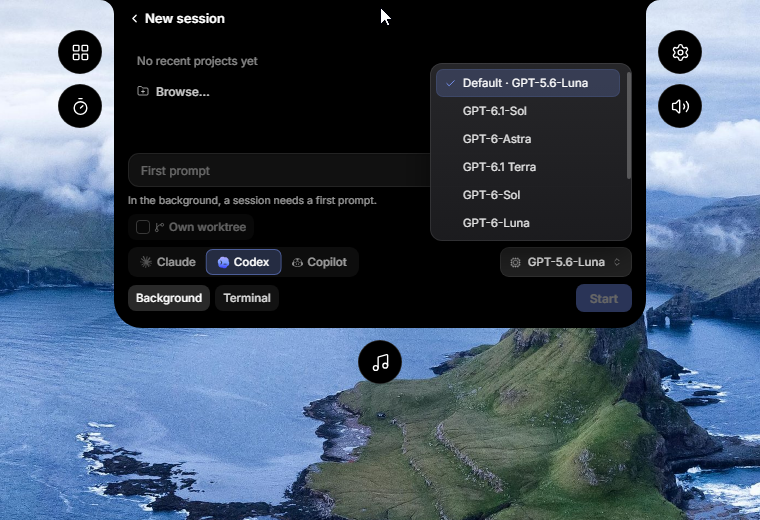 New session
No recent projects yet
Browse...
Default · GPT-5.6-Luna
GPT-6.1-Sol
GPT-6-Astra
GPT-6.1 Terra
GPT-6-Sol
GPT-6-Luna
First prompt
In the background, a session needs a first prompt.
Own worktree
Claude
Codex
Copilot
GPT-5.6-Luna
Background
Terminal
Start